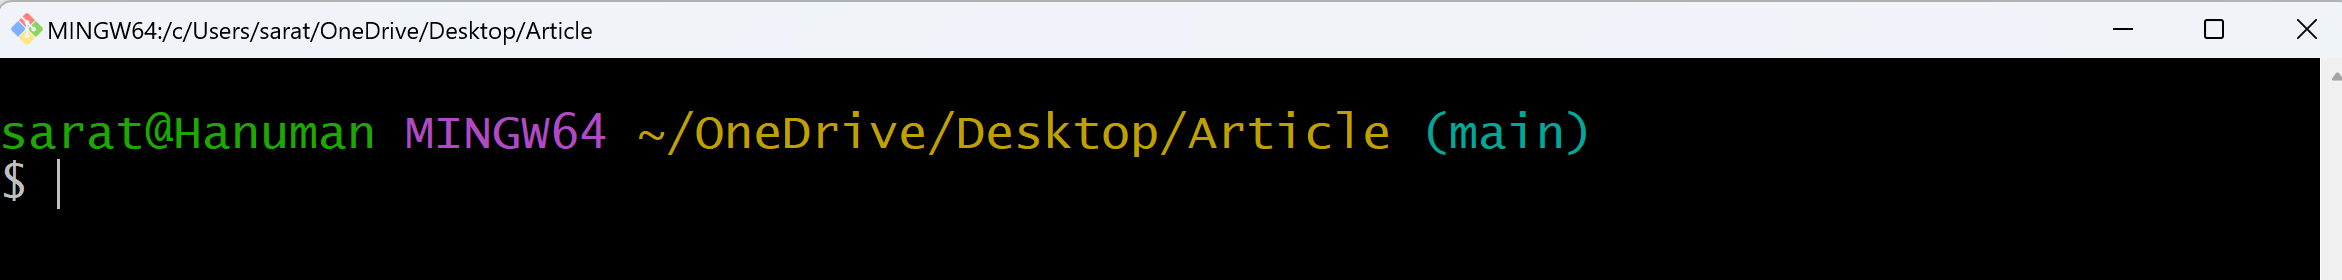 MINGW64:/c/Users/sarat/OneDrive/Desktop/Article
sarat@Hanuman MINGW64 ~/OneDrive/Desktop/Article (main)
$